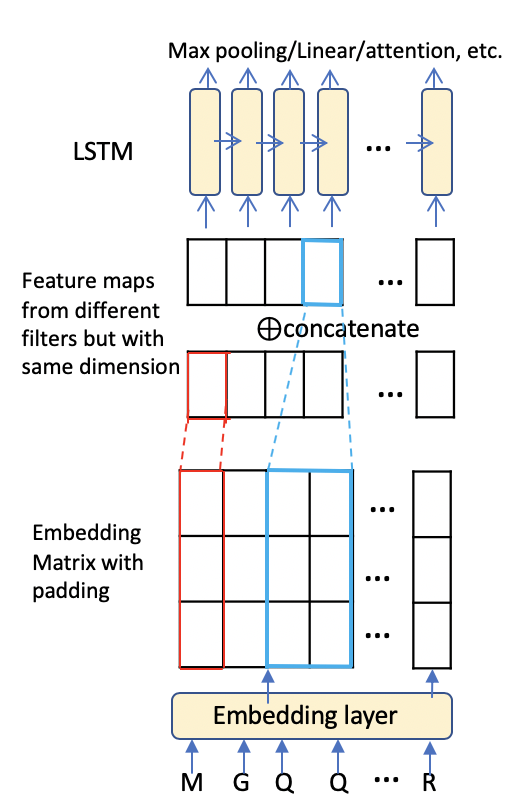 Max pooling/Linear/attention, etc.
LSTM
...
Feature maps
from different
filters but with
same dimension
...
⊕concatenate
...
Embedding
Matrix with
padding
...
...
...
Embedding layer
M G Q Q ... R